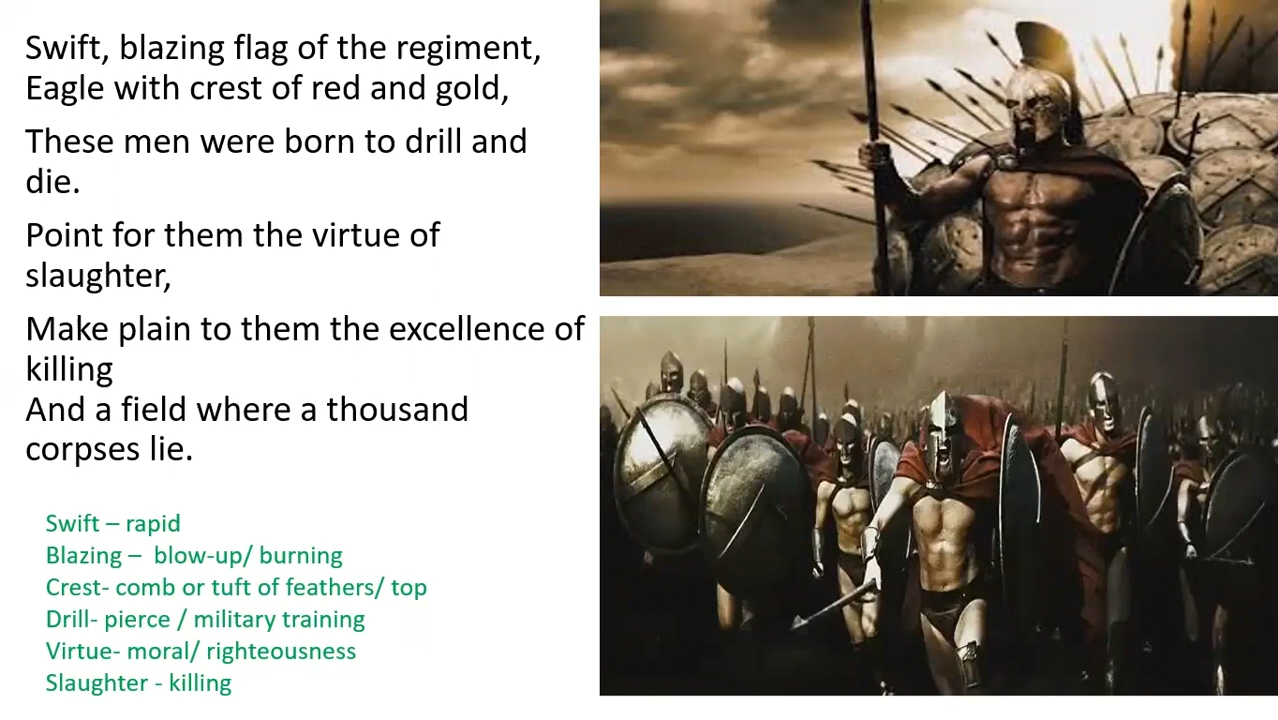 Swift, blazing flag of the regiment,
Eagle with crest of red and gold,
These men were born to drill and
die.
Point for them the virtue of
slaughter,
Make plain to them the excellence of
killing
And a field where a thousand
corpses lie.
Swift – rapid
Blazing –  blow-up/ burning
Crest- comb or tuft of feathers/ top
Drill- pierce / military training
Virtue- moral/ righteousness
Slaughter - killing